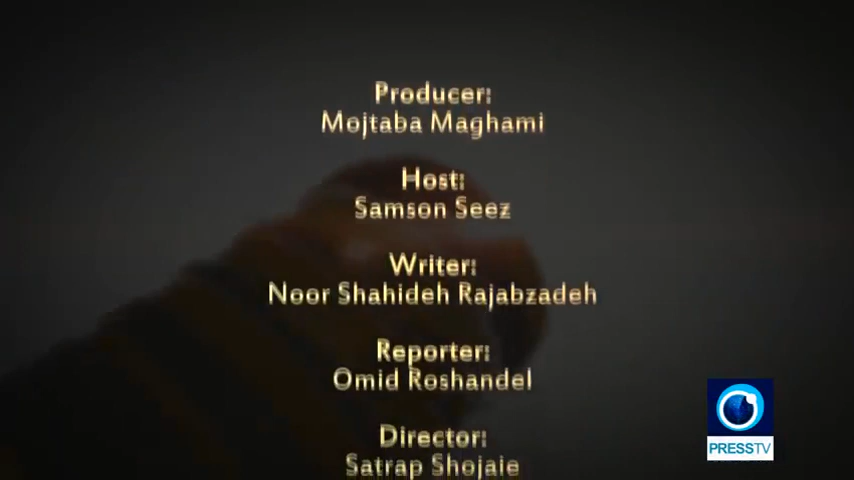 Producer:
Mojtaba Maghami
Host:
Samson Seez
Writer:
Noor Shahideh Rajabzadeh
Reporter:
Omid Roshandel
Director:
Satrap Shojaie
PRESSTV